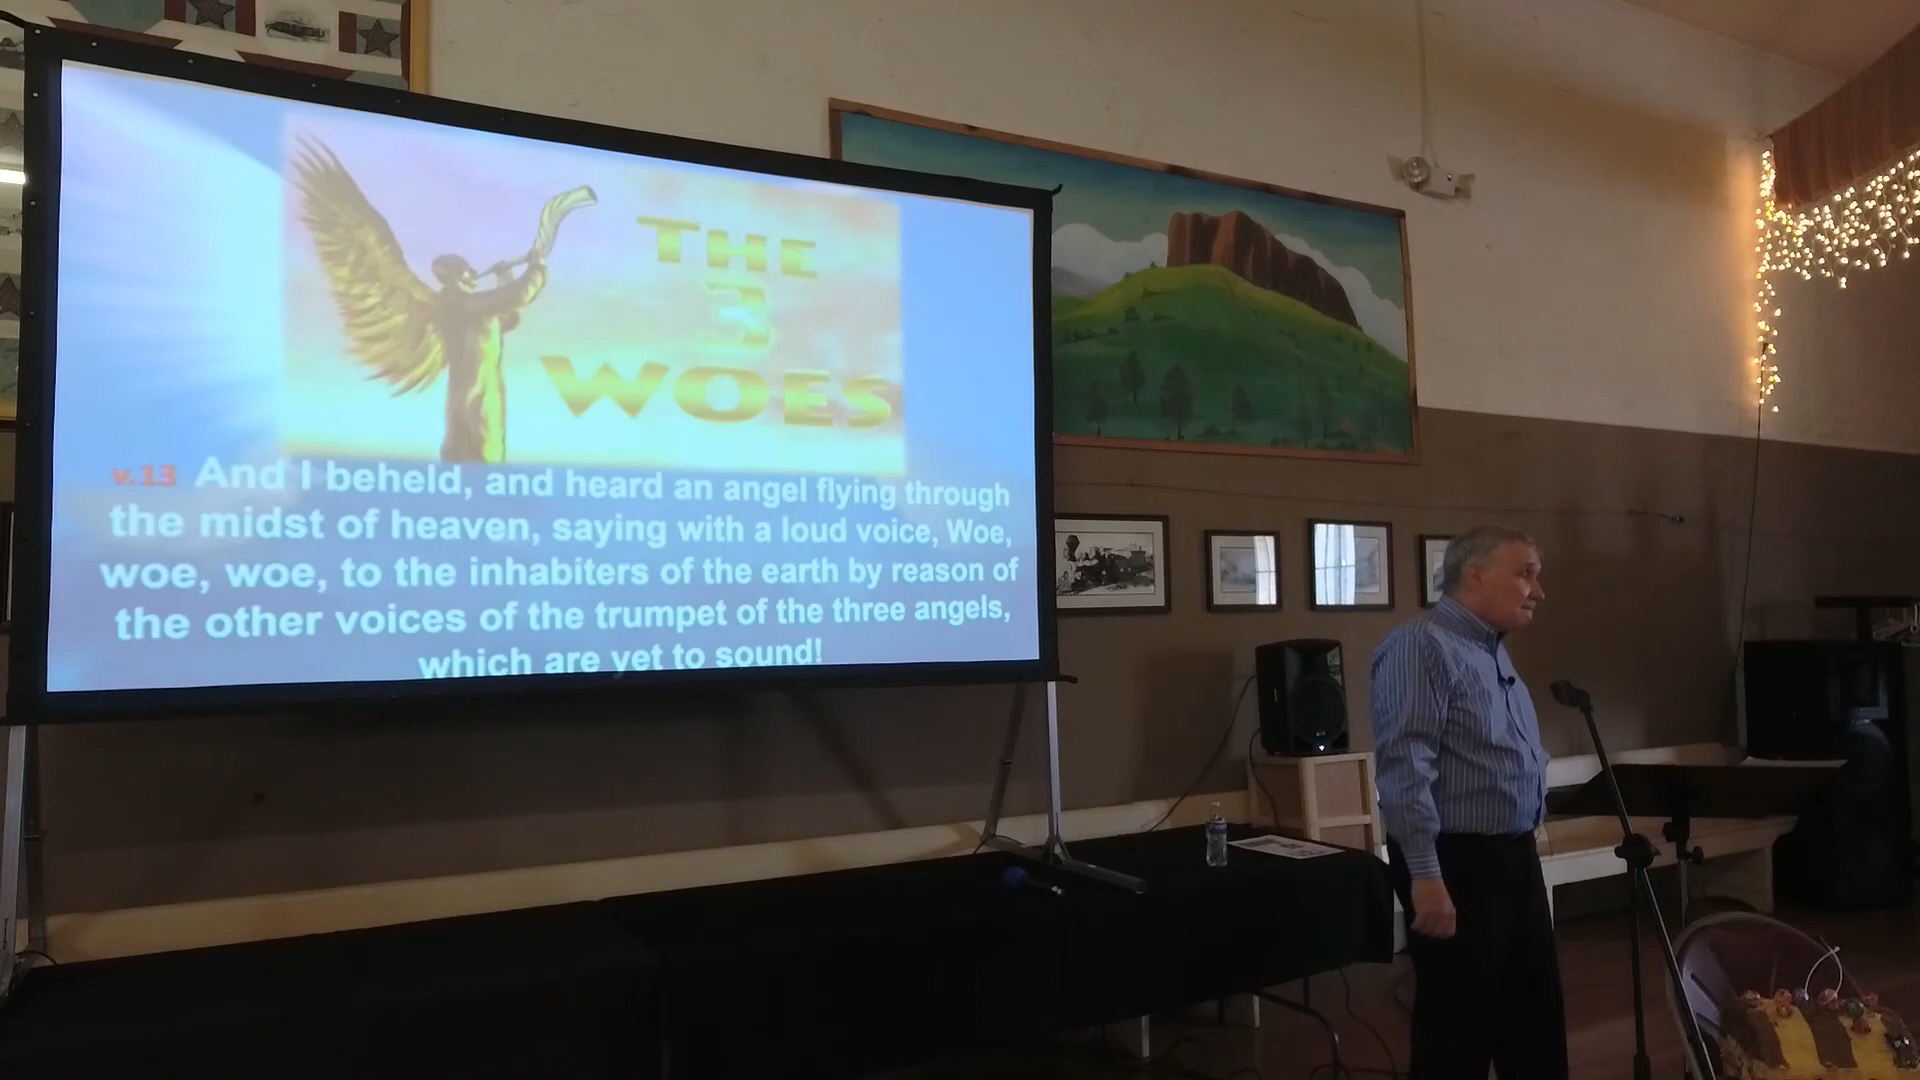 THE
3
WOES
v.13 And I beheld, and heard an angel flying through
the midst of heaven, saying with a loud voice, Woe,
woe, woe, to the inhabiters of the earth by reason of
the other voices of the trumpet of the three angels,
which are yet to sound!